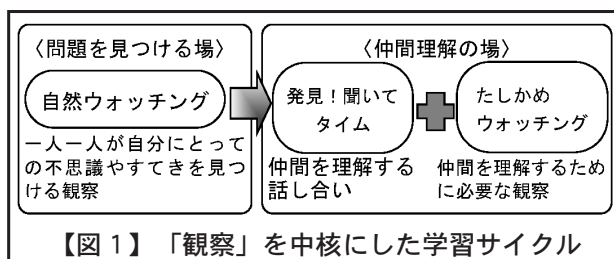 〈問題を見つける場〉
自然ウォッチング
一人一人が自分にとって
の不思議やすてきを見つ
ける観察
〈仲間理解の場〉
発見！聞いて
タイム
仲間を理解する
話し合い
たしかめ
ウォッチング
仲間を理解するため
に必要な観察
【図１】「観察」を中核にした学習サイクル